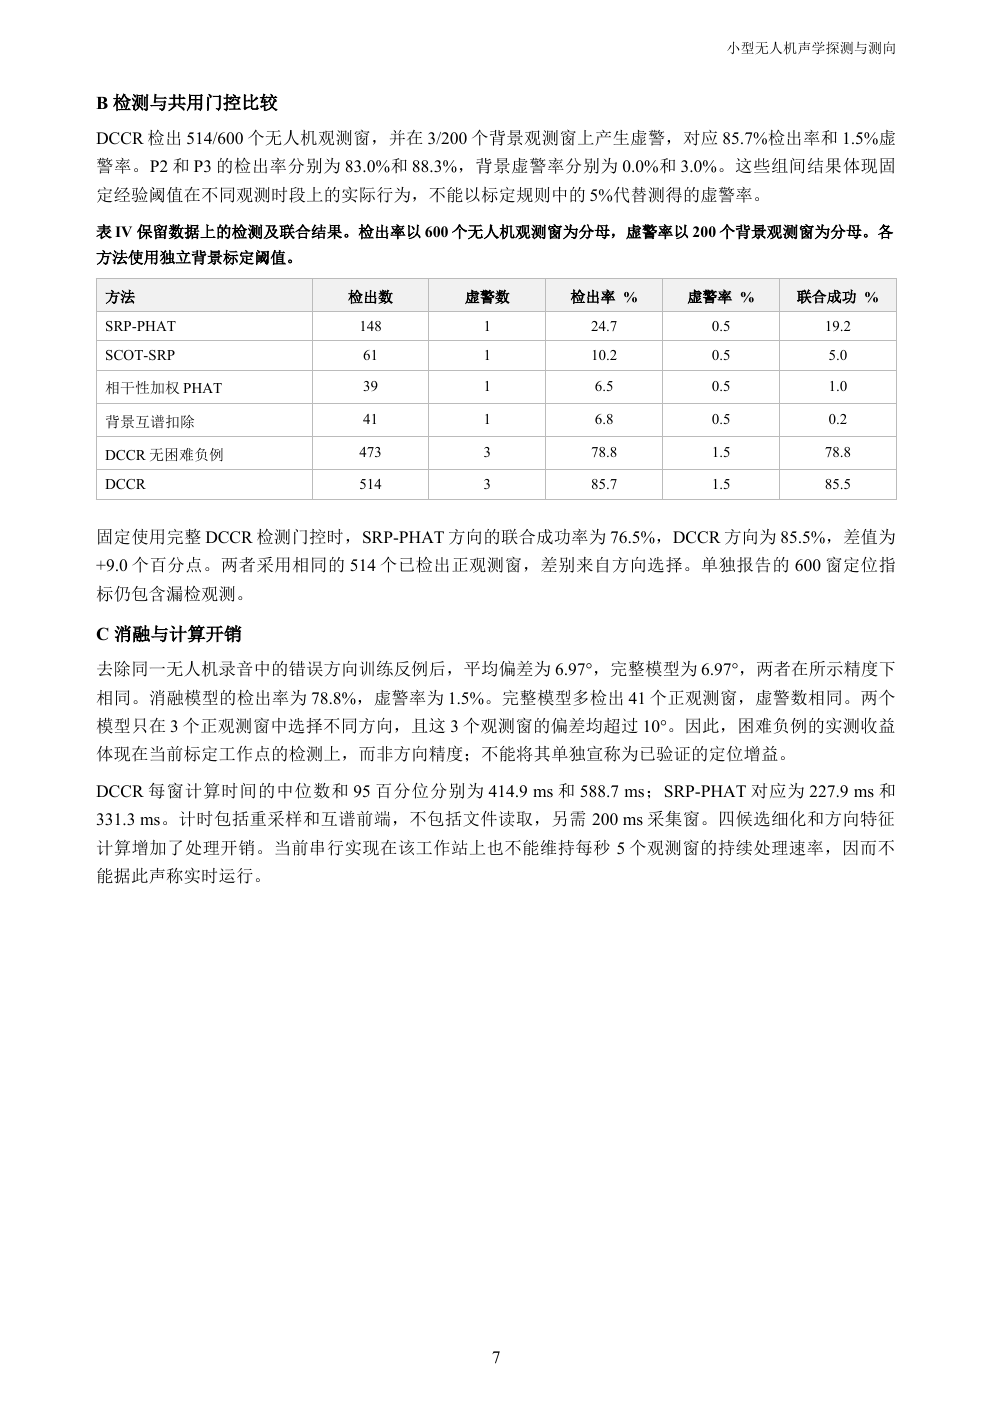 小型无人机声学探测与测向
B 检测与共用门控比较
DCCR 检出 514/600 个无人机观测窗，并在 3/200 个背景观测窗上产生虚警，对应 85.7%检出率和 1.5%虚
警率。P2 和 P3 的检出率分别为 83.0%和 88.3%，背景虚警率分别为 0.0%和 3.0%。这些组间结果体现固
定经验阈值在不同观测时段上的实际行为，不能以标定规则中的 5%代替测得的虚警率。
表 IV 保留数据上的检测及联合结果。检出率以 600 个无人机观测窗为分母，虚警率以 200 个背景观测窗为分母。各
方法使用独立背景标定阈值。
方法 检出数 虚警数 检出率 % 虚警率 % 联合成功 %
SRP-PHAT 148 1 24.7 0.5 19.2
SCOT-SRP 61 1 10.2 0.5 5.0
相干性加权 PHAT 39 1 6.5 0.5 1.0
背景互谱扣除 41 1 6.8 0.5 0.2
DCCR 无困难负例 473 3 78.8 1.5 78.8
DCCR 514 3 85.7 1.5 85.5
固定使用完整 DCCR 检测门控时，SRP-PHAT 方向的联合成功率为 76.5%，DCCR 方向为 85.5%，差值为
+9.0 个百分点。两者采用相同的 514 个已检出正观测窗，差别来自方向选择。单独报告的 600 窗定位指
标仍包含漏检观测。
C 消融与计算开销
去除同一无人机录音中的错误方向训练反例后，平均偏差为 6.97°，完整模型为 6.97°，两者在所示精度下
相同。消融模型的检出率为 78.8%，虚警率为 1.5%。完整模型多检出 41 个正观测窗，虚警数相同。两个
模型只在 3 个正观测窗中选择不同方向，且这 3 个观测窗的偏差均超过 10°。因此，困难负例的实测收益
体现在当前标定工作点的检测上，而非方向精度；不能将其单独宣称为已验证的定位增益。
DCCR 每窗计算时间的中位数和 95 百分位分别为 414.9 ms 和 588.7 ms；SRP-PHAT 对应为 227.9 ms 和
331.3 ms。计时包括重采样和互谱前端，不包括文件读取，另需 200 ms 采集窗。四候选细化和方向特征
计算增加了处理开销。当前串行实现在该工作站上也不能维持每秒 5 个观测窗的持续处理速率，因而不
能据此声称实时运行。
7